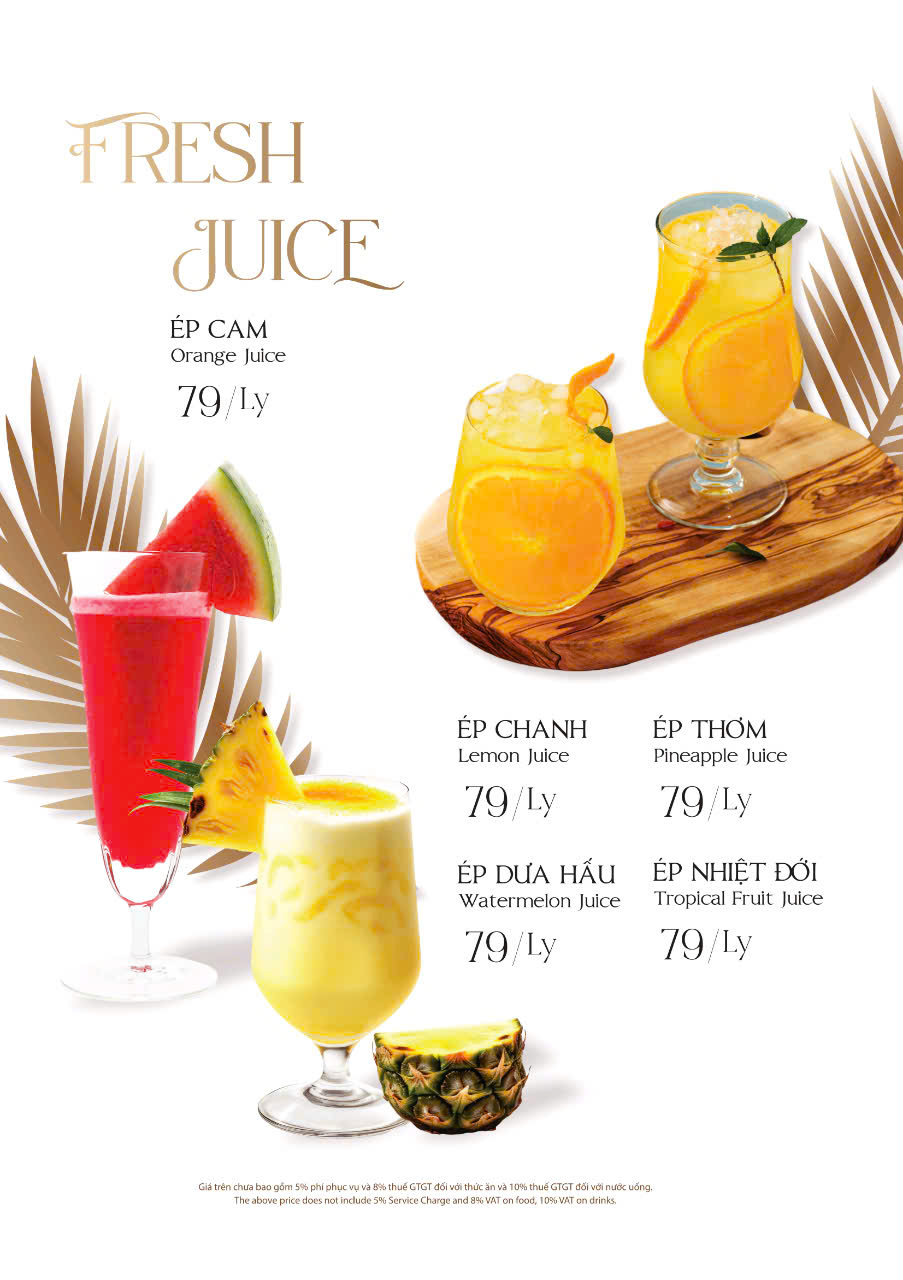 FRESH
JUICE
ÉP CAM
Orange Juice
79/Ly
ÉP CHANH
Lemon Juice
79/Ly
ÉP THƠM
Pineapple Juice
79/Ly
ÉP DƯA HẤU
Watermelon Juice
79/Ly
ÉP NHIỆT ĐỚI
Tropical Fruit Juice
79/Ly
Giá trên chưa bao gồm 5% phí phục vụ và 8% thuế GTGT đối với thức ăn và 10% thuế GTGT đối với nước uống.
The above price does not include 5% Service Charge and 8% VAT on food, 10% VAT on drinks.